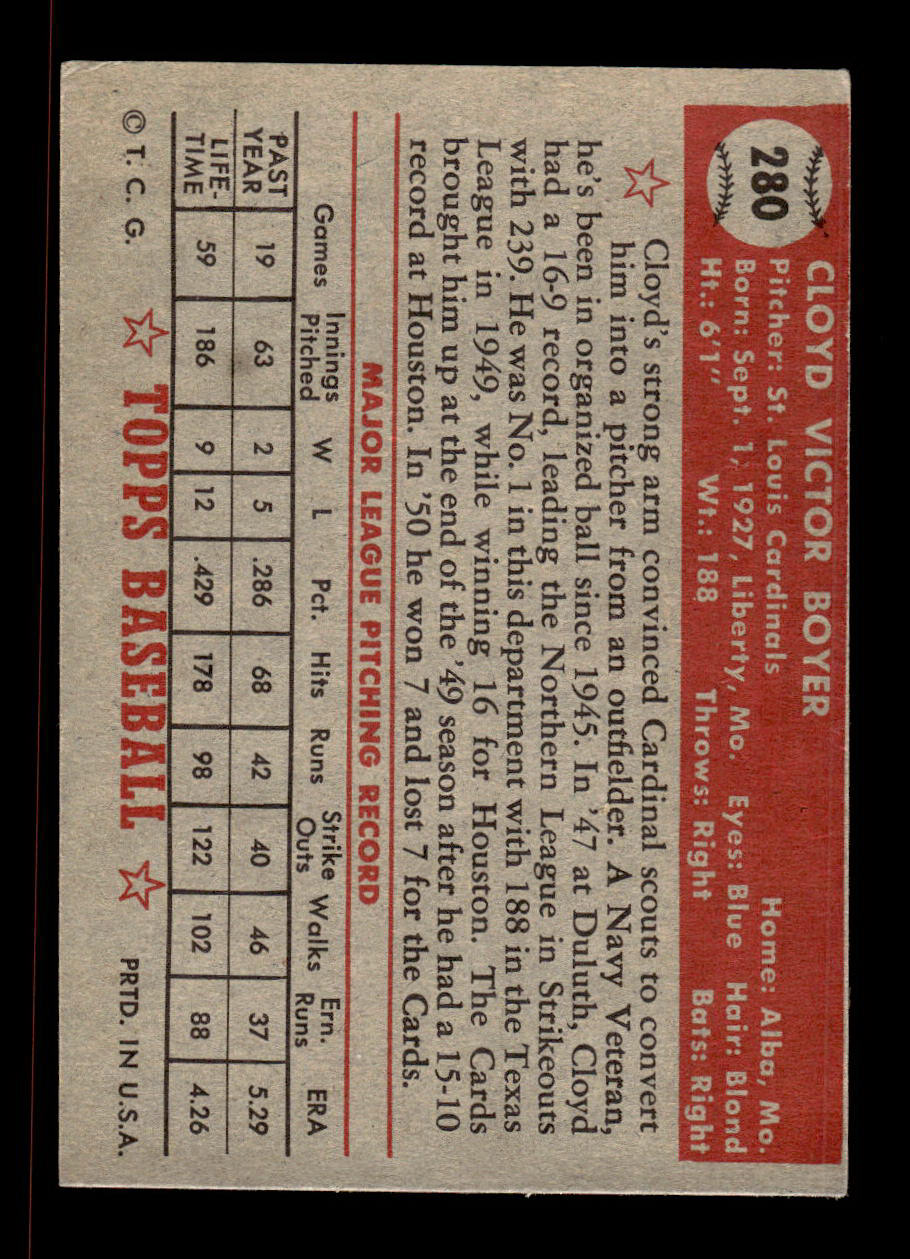 280
CLOYD VICTOR BOYER
Pitcher: St. Louis Cardinals Home: Alba, Mo.
Born: Sept. 1, 1927, Liberty, Mo. Eyes: Blue Hair: Blond
Ht.: 6'1" Wt.: 188 Throws: Right Bats: Right
Cloyd's strong arm convinced Cardinal scouts to convert
him into a pitcher from an outfielder. A Navy Veteran,
he's been in organized ball since 1945. In '47 at Duluth, Cloyd
had a 16-9 record, leading the Northern League in Strikeouts
with 239. He was No. 1 in this department with 188 in the Texas
League in 1949, while winning 16 for Houston. The Cards
brought him up at the end of the '49 season after he had a 15-10
record at Houston. In '50 he won 7 and lost 7 for the Cards.
MAJOR LEAGUE PITCHING RECORD
Games Innings Pitched W L Pct. Hits Runs Strike Outs Walks Ern. Runs ERA
PAST YEAR 19 63 2 5 .286 68 42 40 46 37 5.29
LIFE-TIME 59 186 9 12 .429 178 98 122 102 88 4.26
© T. C. G. TOPPS BASEBALL PRTD. IN U.S.A.